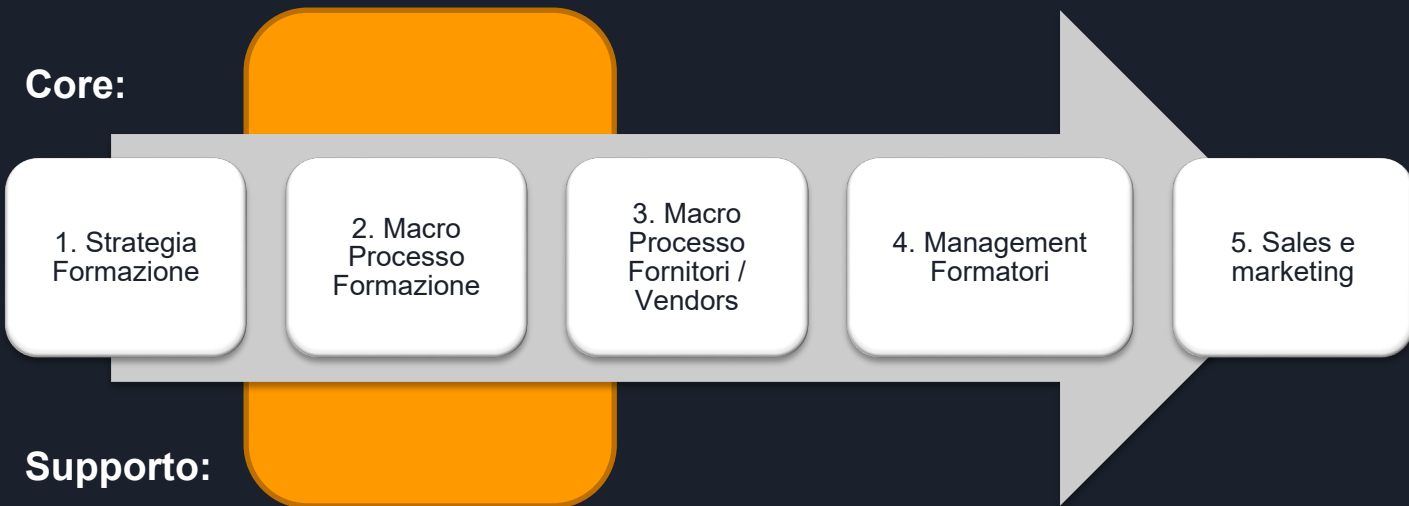 Core:
1. Strategia
Formazione
2. Macro
Processo
Formazione
3. Macro
Processo
Fornitori /
Vendors
4. Management
Formatori
5. Sales e
marketing
Supporto: